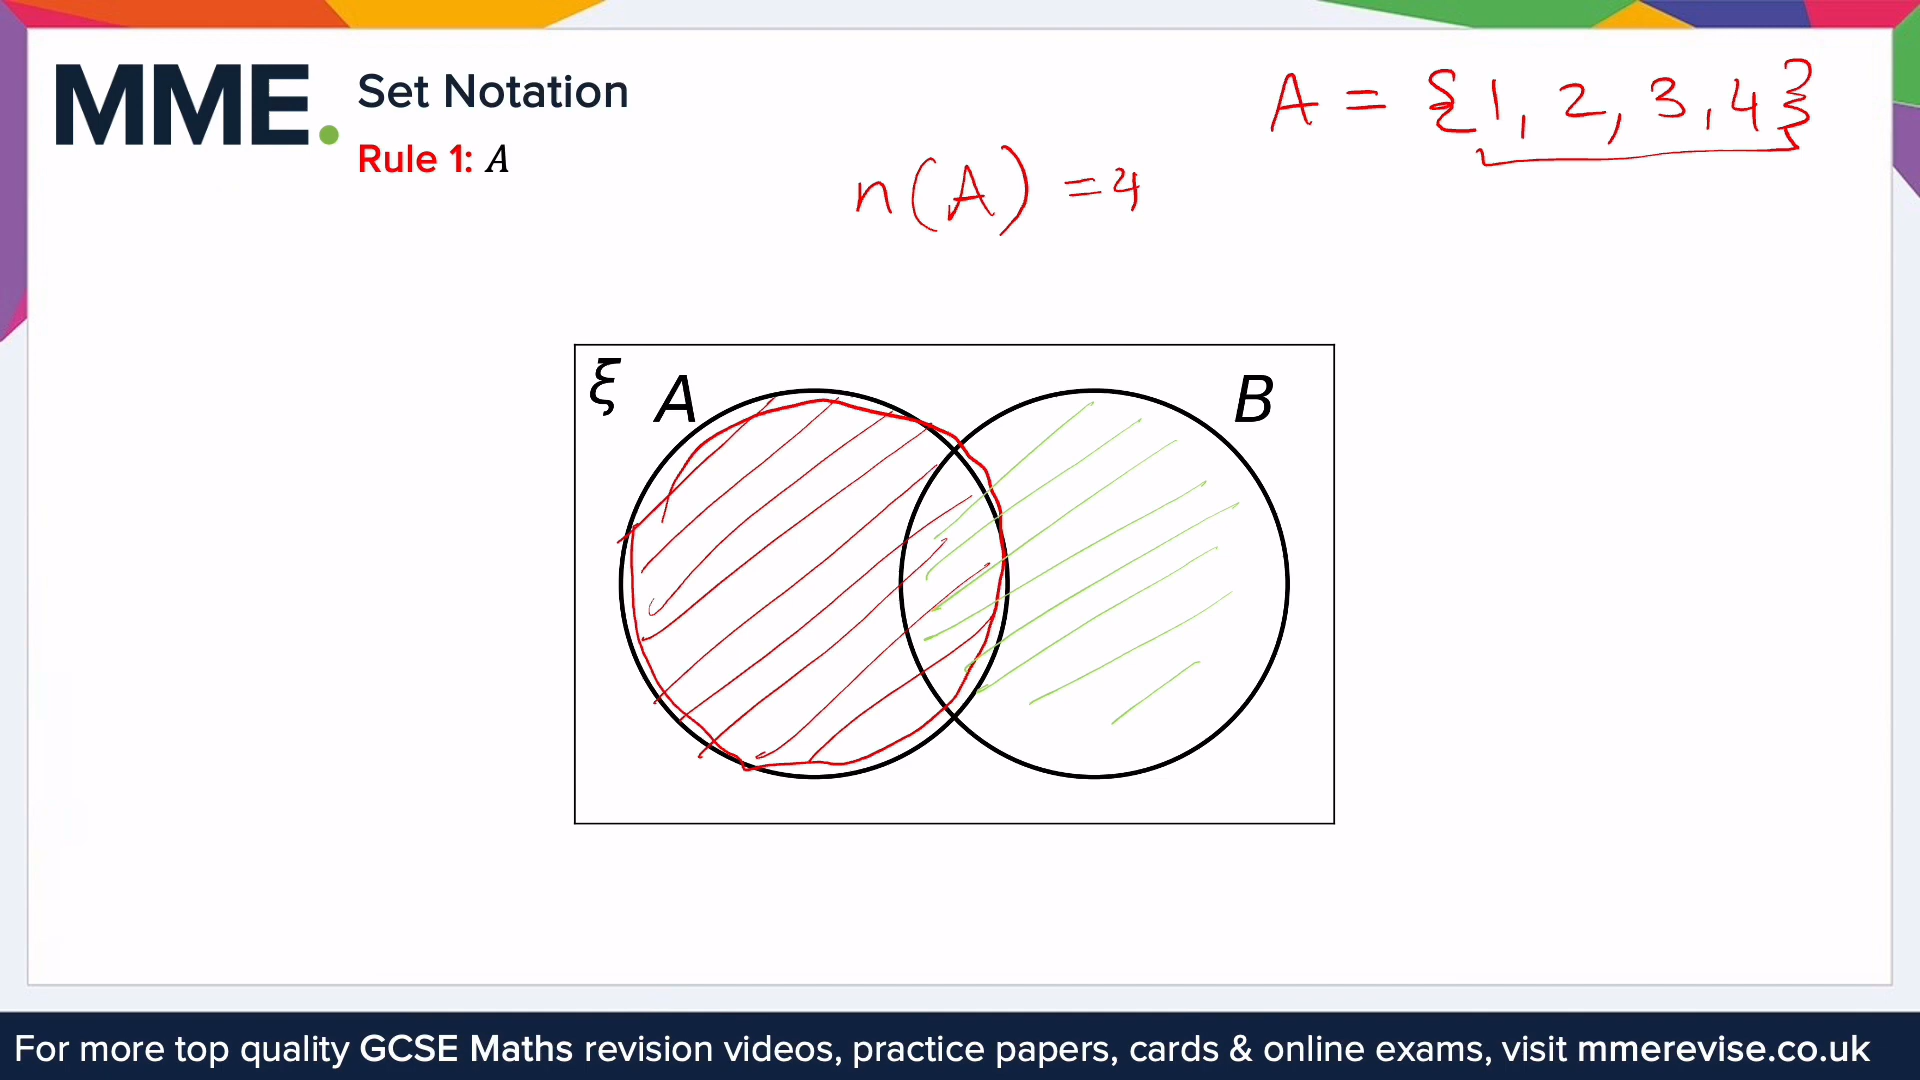 MME.
Set Notation
Rule 1: A
A = {1, 2, 3, 4}
n(A) = 4
ξ
A
B
For more top quality GCSE Maths revision videos, practice papers, cards & online exams, visit mmerevise.co.uk